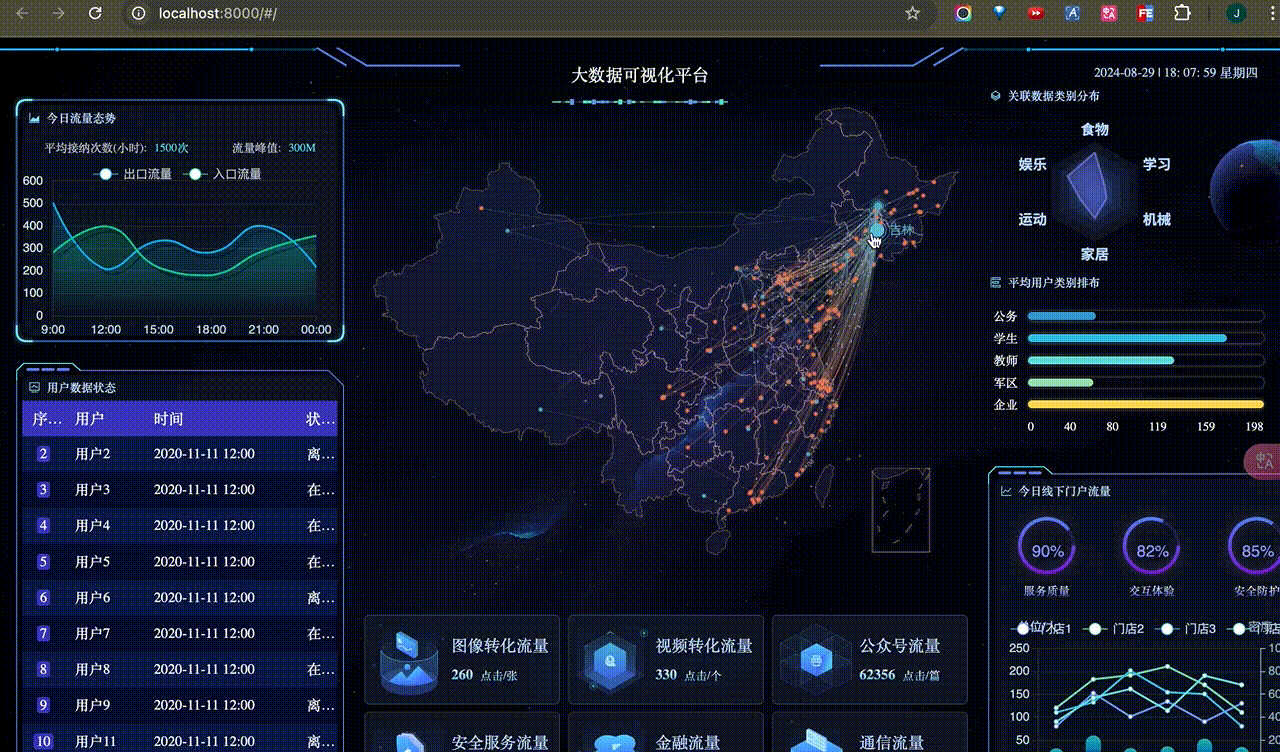 localhost:8000/#/
J
大数据可视化平台
2024-08-29 | 18: 07: 59 星期四
今日流量态势
平均接纳次数(小时): 1500次 流量峰值: 300M
出口流量 入口流量
600
500
400
300
200
100
0
9:00 12:00 15:00 18:00 21:00 00:00
用户数据状态
序... 用户 时间 状...
2 用户2 2020-11-11 12:00 离...
3 用户3 2020-11-11 12:00 在...
4 用户4 2020-11-11 12:00 在...
5 用户5 2020-11-11 12:00 在...
6 用户6 2020-11-11 12:00 离...
7 用户7 2020-11-11 12:00 在...
8 用户8 2020-11-11 12:00 在...
9 用户9 2020-11-11 12:00 离...
10 用户11 2020-11-11 12:00 离...
吉林
图像转化流量
260 点击/张
视频转化流量
330 点击/个
公众号流量
62356 点击/篇
安全服务流量
金融流量
通信流量
关联数据类别分布
食物
娱乐 学习
运动 机械
家居
平均用户类别排布
公务
学生
教师
军区
企业
0 40 80 119 159 198
今日线下门户流量
90% 82% 85%
服务质量 交互体验 安全防护
门店1 门店2 门店3
250
200
150
100
50